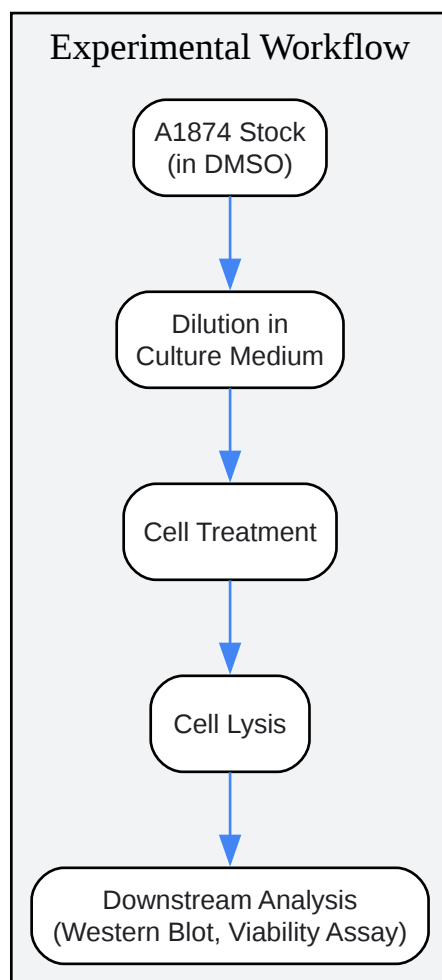 Experimental Workflow
A1874 Stock
(in DMSO)
Dilution in
Culture Medium
Cell Treatment
Cell Lysis
Downstream Analysis
(Western Blot, Viability Assay)